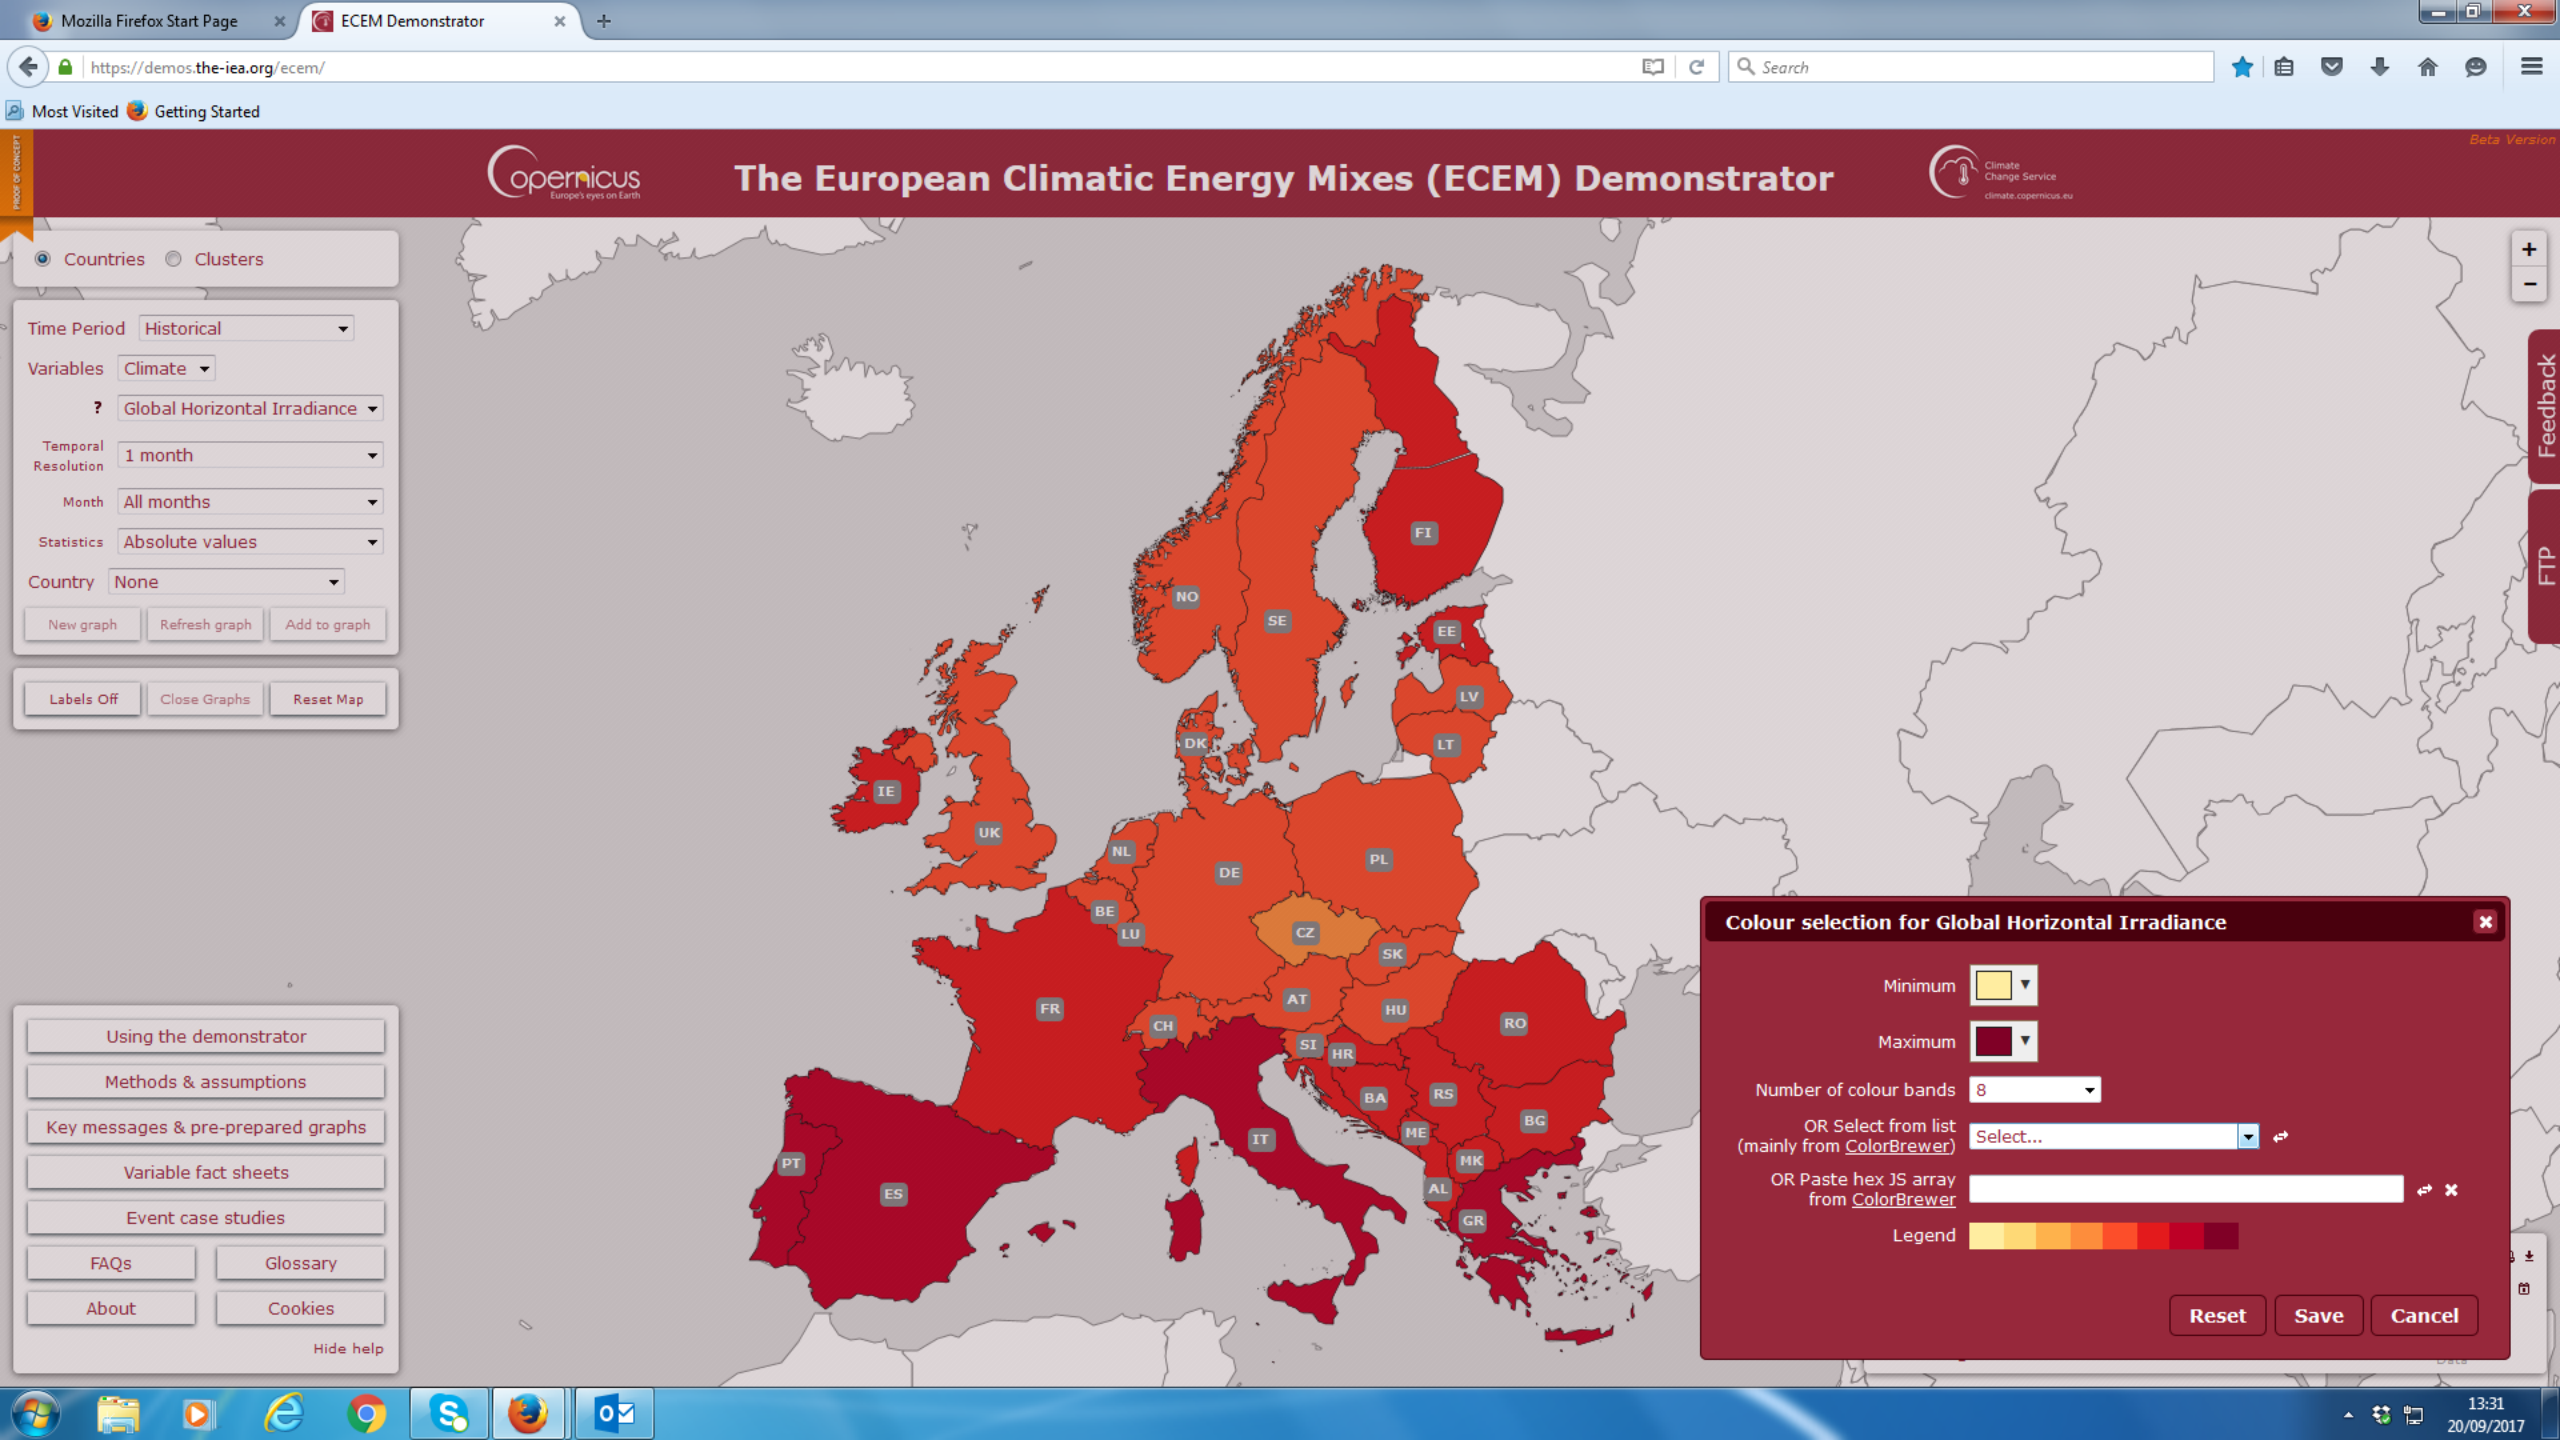 Mozilla Firefox Start Page
ECEM Demonstrator
https://demos.the-iea.org/ecem/
Search
Most Visited
Getting Started
PROOF OF CONCEPT
Copernicus
Europe's eyes on Earth
The European Climatic Energy Mixes (ECEM) Demonstrator
Climate
Change Service
climate.copernicus.eu
Beta Version
Countries
Clusters
+
−
Time Period Historical
Variables Climate
? Global Horizontal Irradiance
Temporal
Resolution 1 month
Month All months
Statistics Absolute values
Country None
New graph Refresh graph Add to graph
Labels Off Close Graphs Reset Map
Feedback
FTP
FI
NO
SE
EE
LV
DK
LT
IE
UK
NL
PL
DE
BE
CZ
LU
SK
AT
FR
HU
CH
RO
SI
HR
RS
BA
BG
ME
IT
MK
PT
AL
ES
GR
Using the demonstrator
Methods & assumptions
Key messages & pre-prepared graphs
Variable fact sheets
Event case studies
FAQs Glossary
About Cookies
Hide help
Colour selection for Global Horizontal Irradiance
Minimum
Maximum
Number of colour bands 8
OR Select from list
(mainly from ColorBrewer) Select...
OR Paste hex JS array
from ColorBrewer
Legend
Reset Save Cancel
Data
13:31
20/09/2017